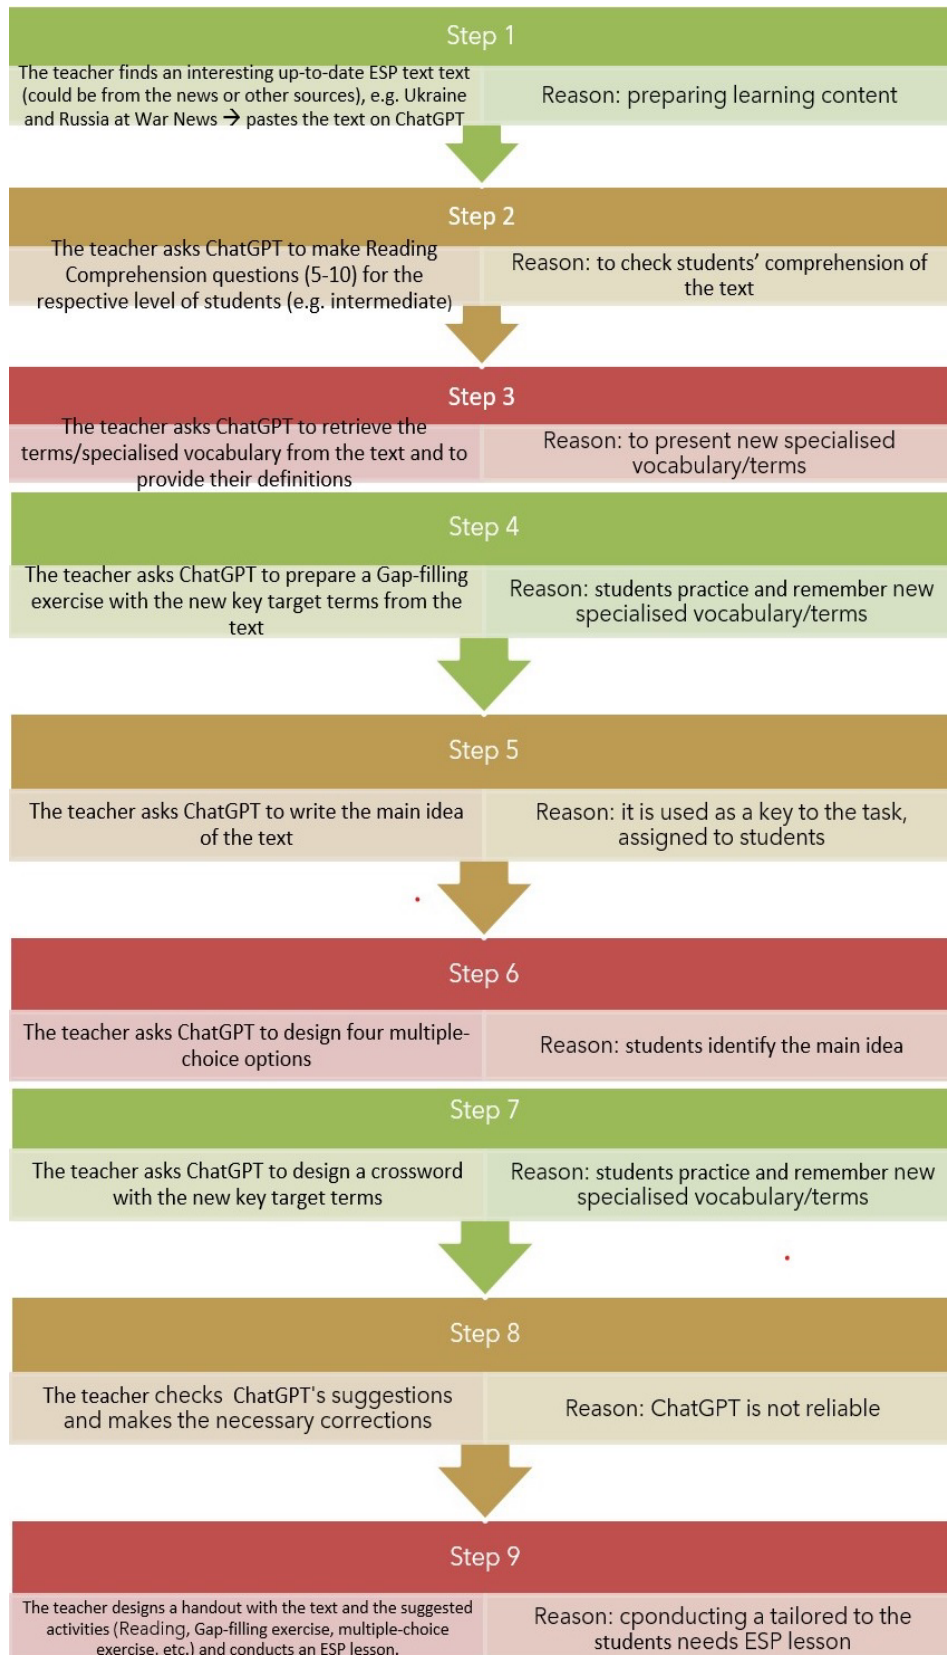 Step 1
The teacher finds an interesting up-to-date ESP text text
(could be from the news or other sources), e.g. Ukraine
and Russia at War News → pastes the text on ChatGPT
Reason: preparing learning content
Step 2
The teacher asks ChatGPT to make Reading
Comprehension questions (5-10) for the
respective level of students (e.g. intermediate)
Reason: to check students’ comprehension of
the text
Step 3
The teacher asks ChatGPT to retrieve the
terms/specialised vocabulary from the text and to
provide their definitions
Reason: to present new specialised
vocabulary/terms
Step 4
The teacher asks ChatGPT to prepare a Gap-filling
exercise with the new key target terms from the
text
Reason: students practice and remember new
specialised vocabulary/terms
Step 5
The teacher asks ChatGPT to write the main idea
of the text
Reason: it is used as a key to the task,
assigned to students
Step 6
The teacher asks ChatGPT to design four multiple-
choice options
Reason: students identify the main idea
Step 7
The teacher asks ChatGPT to design a crossword
with the new key target terms
Reason: students practice and remember new
specialised vocabulary/terms
Step 8
The teacher checks ChatGPT's suggestions
and makes the necessary corrections
Reason: ChatGPT is not reliable
Step 9
The teacher designs a handout with the text and the suggested
activities (Reading, Gap-filling exercise, multiple-choice
exercise, etc.) and conducts an ESP lesson.
Reason: cponducting a tailored to the
students needs ESP lesson